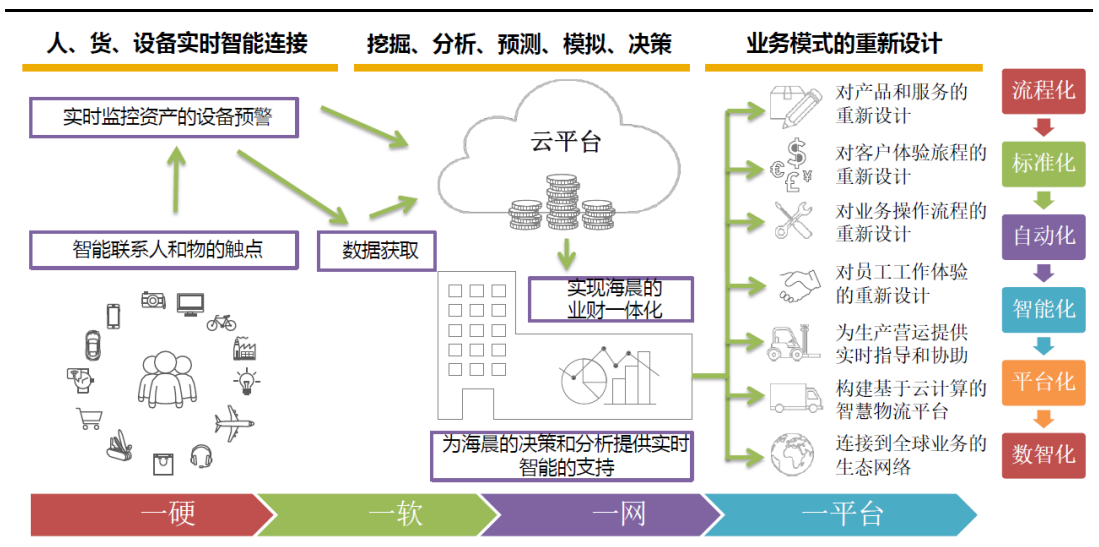 人、货、设备实时智能连接
挖掘、分析、预测、模拟、决策
业务模式的重新设计
实时监控资产的设备预警
智能联系人和物的触点
数据获取
云平台
实现海晨的
业财一体化
为海晨的决策和分析提供实时
智能的支持
对产品和服务的
重新设计
对客户体验旅程的
重新设计
对业务操作流程的
重新设计
对员工工作体验
的重新设计
为生产营运提供
实时指导和协助
构建基于云计算的
智慧物流平台
连接到全球业务的
生态网络
流程化
标准化
自动化
智能化
平台化
数智化
一硬
一软
一网
一平台